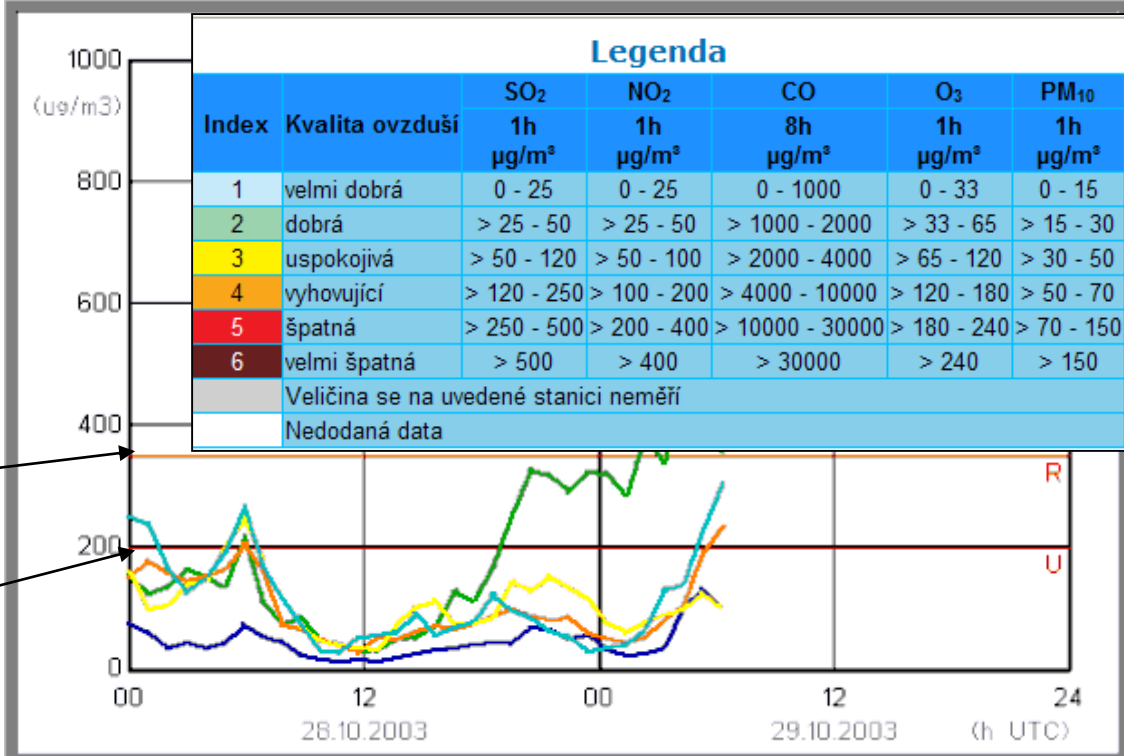 Legenda
Index Kvalita ovzduší SO₂ NO₂ CO O₃ PM₁₀
1h 1h 8h 1h 1h
µg/m³ µg/m³ µg/m³ µg/m³ µg/m³
1 velmi dobrá 0 - 25 0 - 25 0 - 1000 0 - 33 0 - 15
2 dobrá > 25 - 50 > 25 - 50 > 1000 - 2000 > 33 - 65 > 15 - 30
3 uspokojivá > 50 - 120 > 50 - 100 > 2000 - 4000 > 65 - 120 > 30 - 50
4 vyhovující > 120 - 250 > 100 - 200 > 4000 - 10000 > 120 - 180 > 50 - 70
5 špatná > 250 - 500 > 200 - 400 > 10000 - 30000 > 180 - 240 > 70 - 150
6 velmi špatná > 500 > 400 > 30000 > 240 > 150
Veličina se na uvedené stanici neměří
Nedodaná data
1000
(ug/m3)
800
600
400
R
200
U
0
00 12 00 12 24
28.10.2003 29.10.2003 (h UTC)